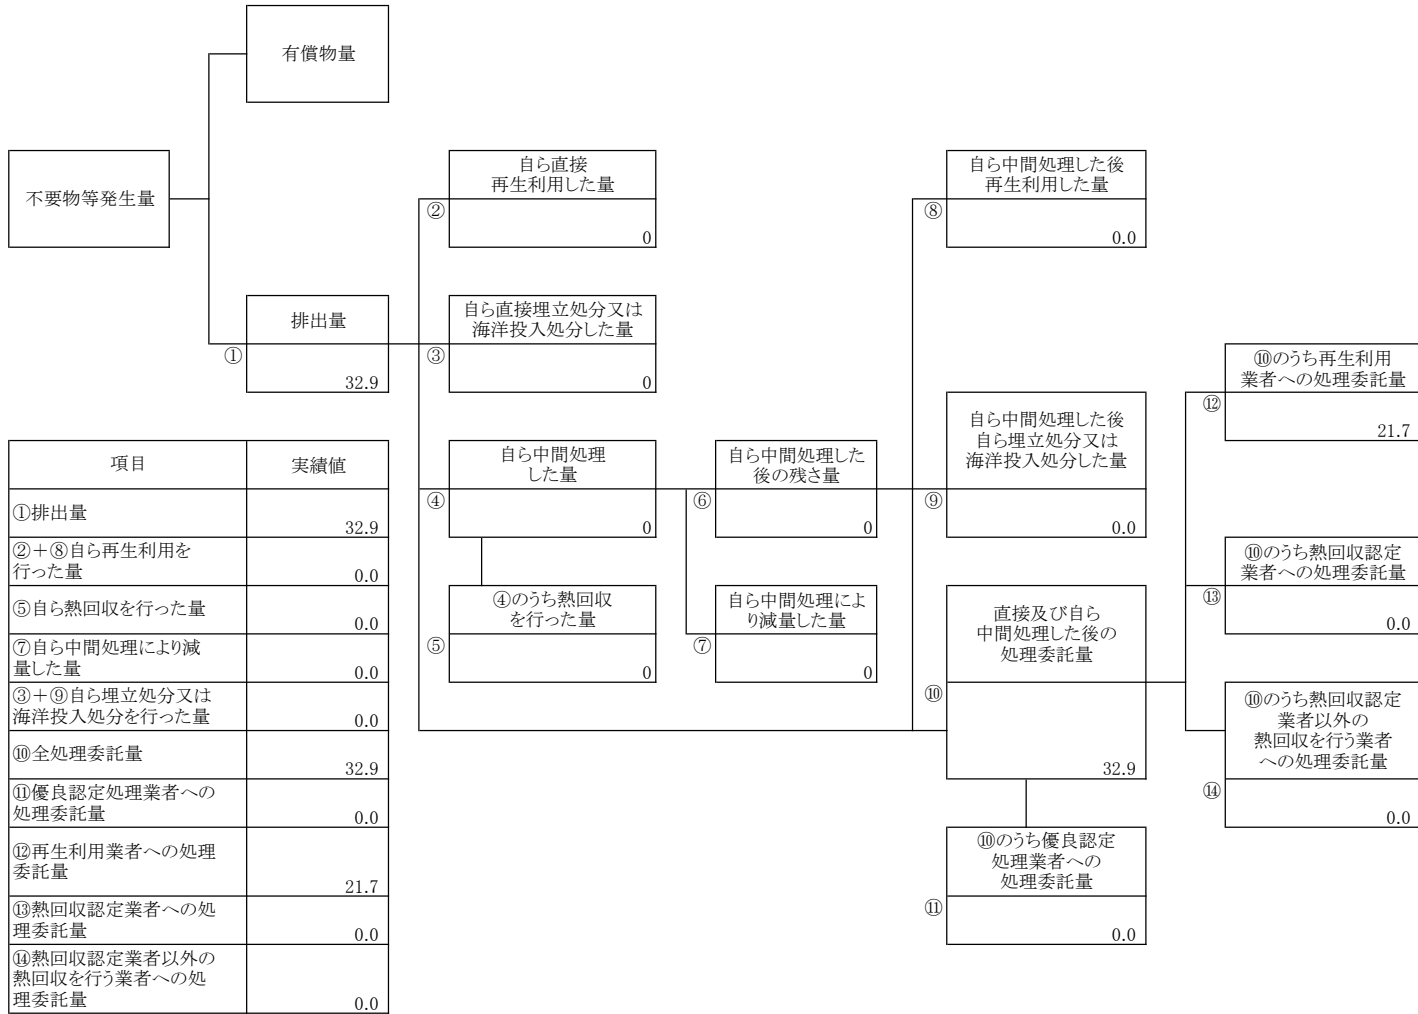 有償物量
不要物等発生量
自ら直接
再生利用した量
②
0
自ら中間処理した後
再生利用した量
⑧
0.0
排出量
①
32.9
自ら直接埋立処分又は
海洋投入処分した量
③
0
⑩のうち再生利用
業者への処理委託量
⑫
21.7
自ら中間処理
した量
④
0
自ら中間処理した
後の残さ量
⑥
0
自ら中間処理した後
自ら埋立処分又は
海洋投入処分した量
⑨
0.0
⑩のうち熱回収認定
業者への処理委託量
⑬
0.0
④のうち熱回収
を行った量
⑤
0
自ら中間処理によ
り減量した量
⑦
0
直接及び自ら
中間処理した後の
処理委託量
⑩
32.9
⑩のうち熱回収認定
業者以外の
熱回収を行う業者
への処理委託量
⑭
0.0
⑩のうち優良認定
処理業者への
処理委託量
⑪
0.0
項目 実績値
①排出量
32.9
②+⑧自ら再生利用を
行った量 0.0
⑤自ら熱回収を行った量
0.0
⑦自ら中間処理により減
量した量 0.0
③+⑨自ら埋立処分又は
海洋投入処分を行った量 0.0
⑩全処理委託量
32.9
⑪優良認定処理業者への
処理委託量 0.0
⑫再生利用業者への処理
委託量
21.7
⑬熱回収認定業者への処
理委託量 0.0
⑭熱回収認定業者以外の
熱回収を行う業者への処
理委託量 0.0